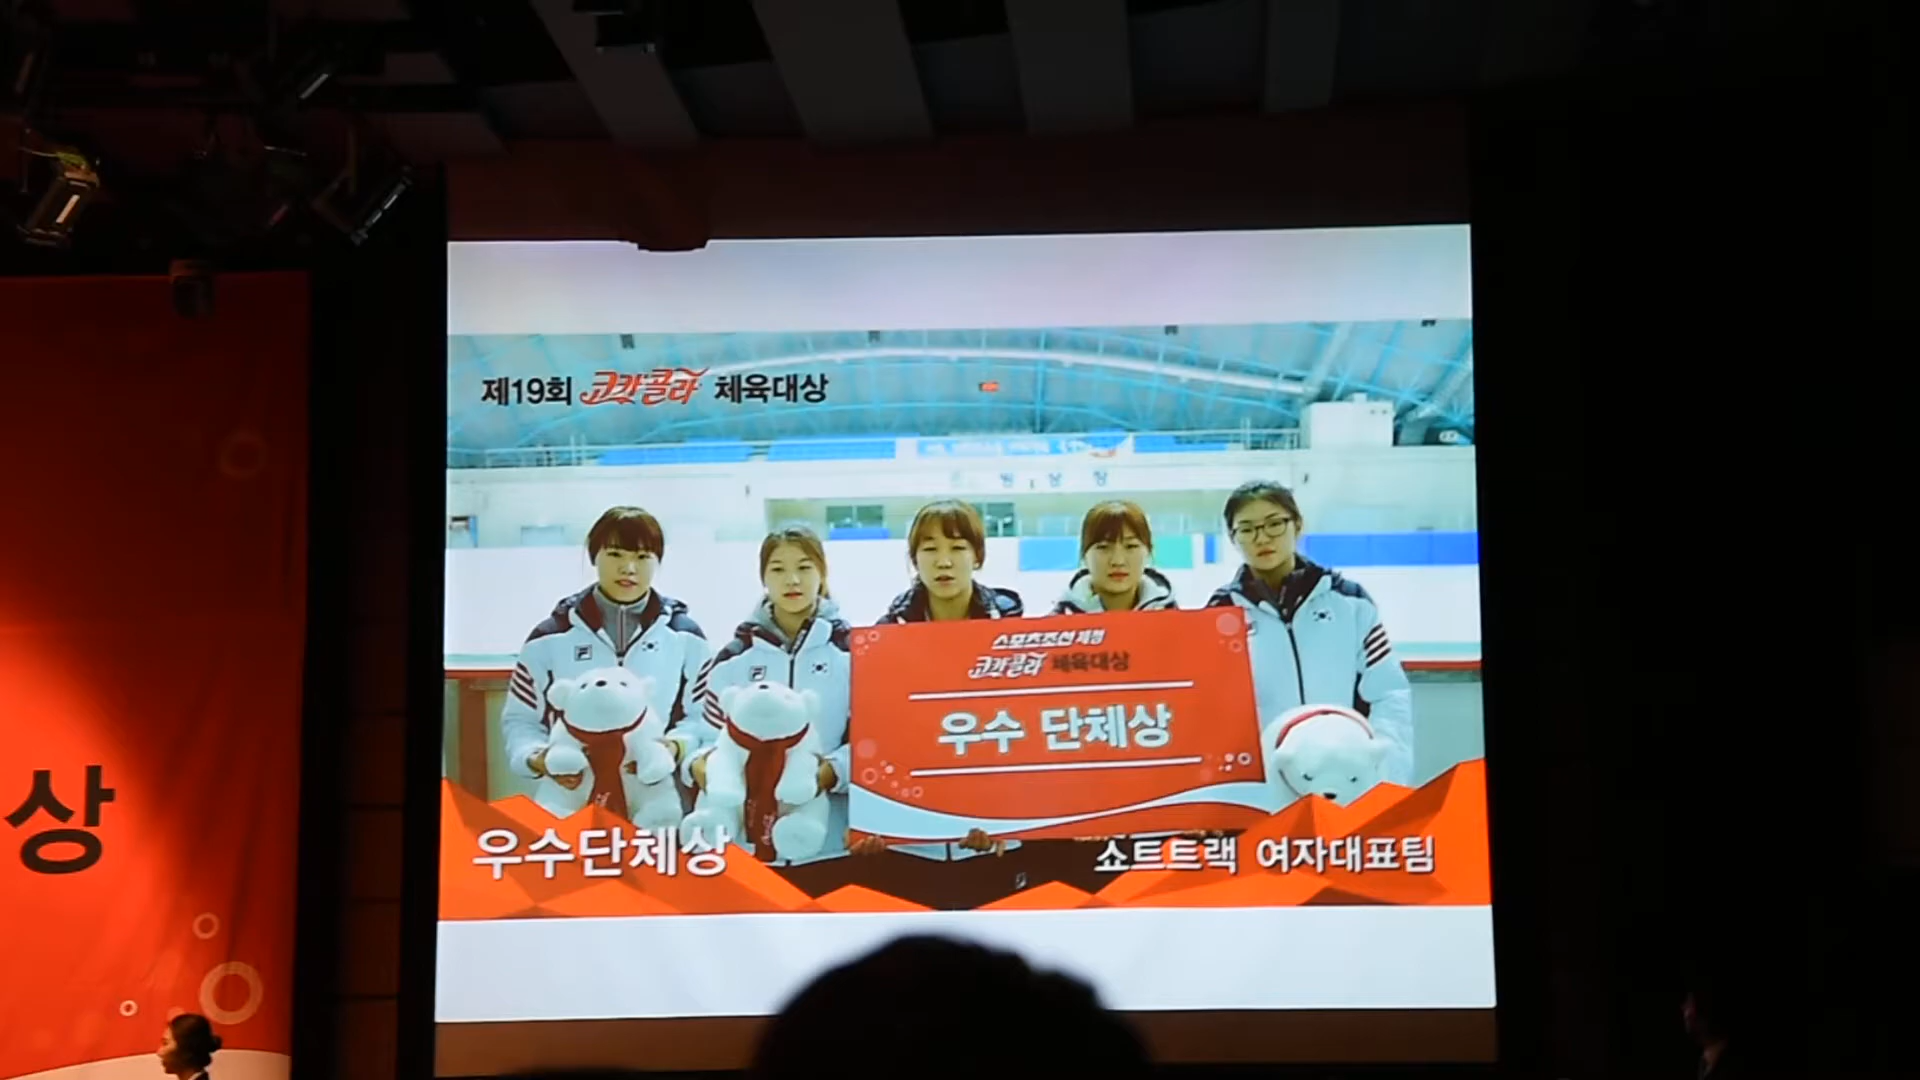 제19회 코카콜라 체육대상
스포츠조선 제정
코카콜라 체육대상
우수 단체상
우수단체상
쇼트트랙 여자대표팀
상